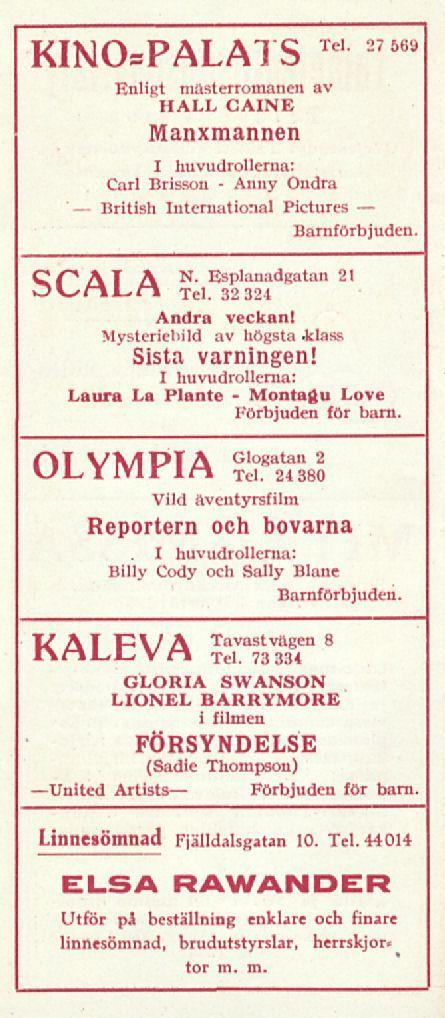 KINO=PALATS Tel. 27 569
Enligt mästerromanen av
HALL CAINE
Manxmannen
I huvudrollerna:
Carl Brisson - Anny Ondra
— British International Pictures —
Barnförbjuden.
SCALA N. Esplanadgatan 21
Tel. 32 324
Andra veckan!
Mysteriebild av högsta klass
Sista varningen!
I huvudrollerna:
Laura La Plante - Montagu Love
Förbjuden för barn.
OLYMPIA Glogatan 2
Tel. 24 380
Vild äventyrsfilm
Reportern och bovarna
I huvudrollerna:
Billy Cody och Sally Blane
Barnförbjuden.
KALEVA Tavastvägen 8
Tel. 73 334
GLORIA SWANSON
LIONEL BARRYMORE
i filmen
FÖRSYNDELSE
(Sadie Thompson)
—United Artists— Förbjuden för barn.
Linnesömnad Fjälldalsgatan 10. Tel. 44 014
ELSA RAWANDER
Utför på beställning enklare och finare
linnesömnad, brudutstyrslar, herrskjor=
tor m. m.